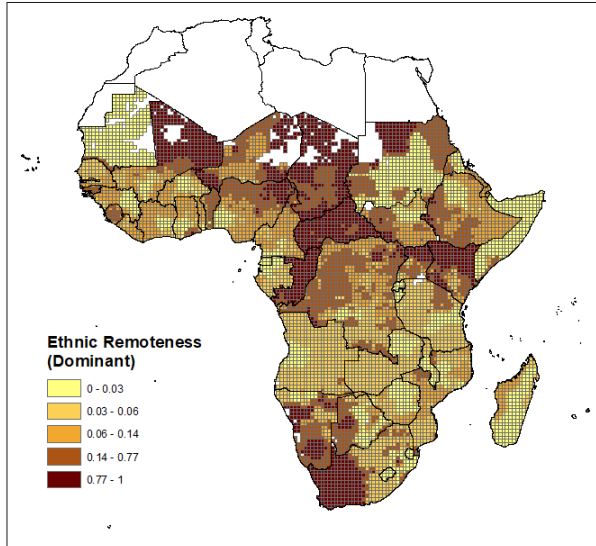 Ethnic Remoteness
(Dominant)
0 - 0.03
0.03 - 0.06
0.06 - 0.14
0.14 - 0.77
0.77 - 1